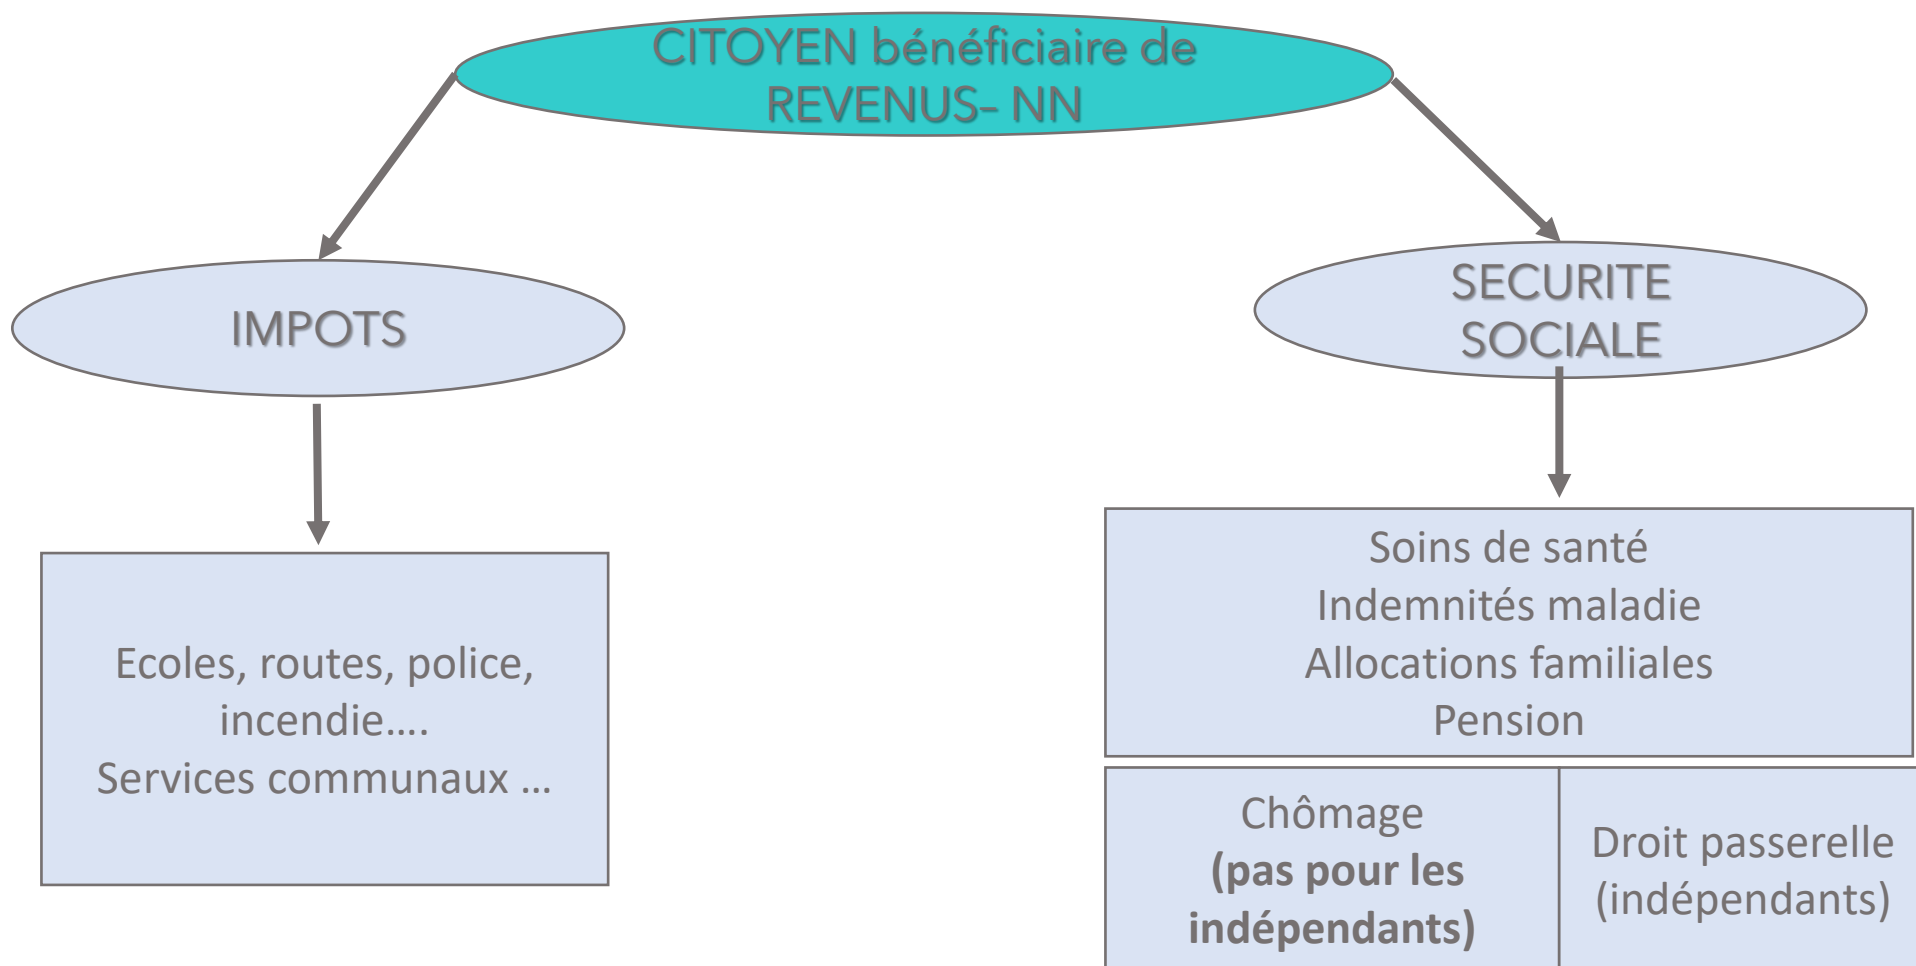 CITOYEN bénéficiaire de
REVENUS– NN
IMPOTS
SECURITE
SOCIALE
Ecoles, routes, police,
incendie....
Services communaux ...
Soins de santé
Indemnités maladie
Allocations familiales
Pension
Chômage
(pas pour les
indépendants)
Droit passerelle
(indépendants)